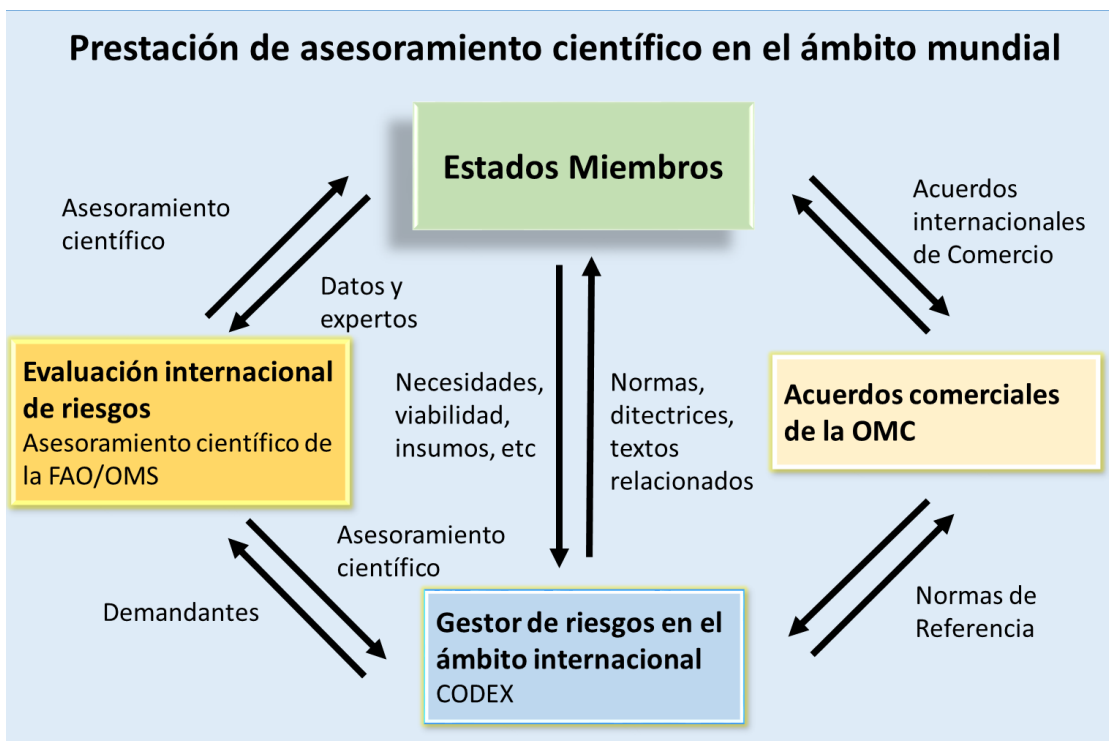 Prestación de asesoramiento científico en el ámbito mundial
Estados Miembros
Asesoramiento
científico
Datos y
expertos
Acuerdos
internacionales
de Comercio
Evaluación internacional
de riesgos
Asesoramiento científico de
la FAO/OMS
Necesidades,
viabilidad,
insumos, etc
Normas,
ditectrices,
textos
relacionados
Acuerdos comerciales
de la OMC
Asesoramiento
científico
Demandantes
Gestor de riesgos en el
ámbito internacional
CODEX
Normas de
Referencia